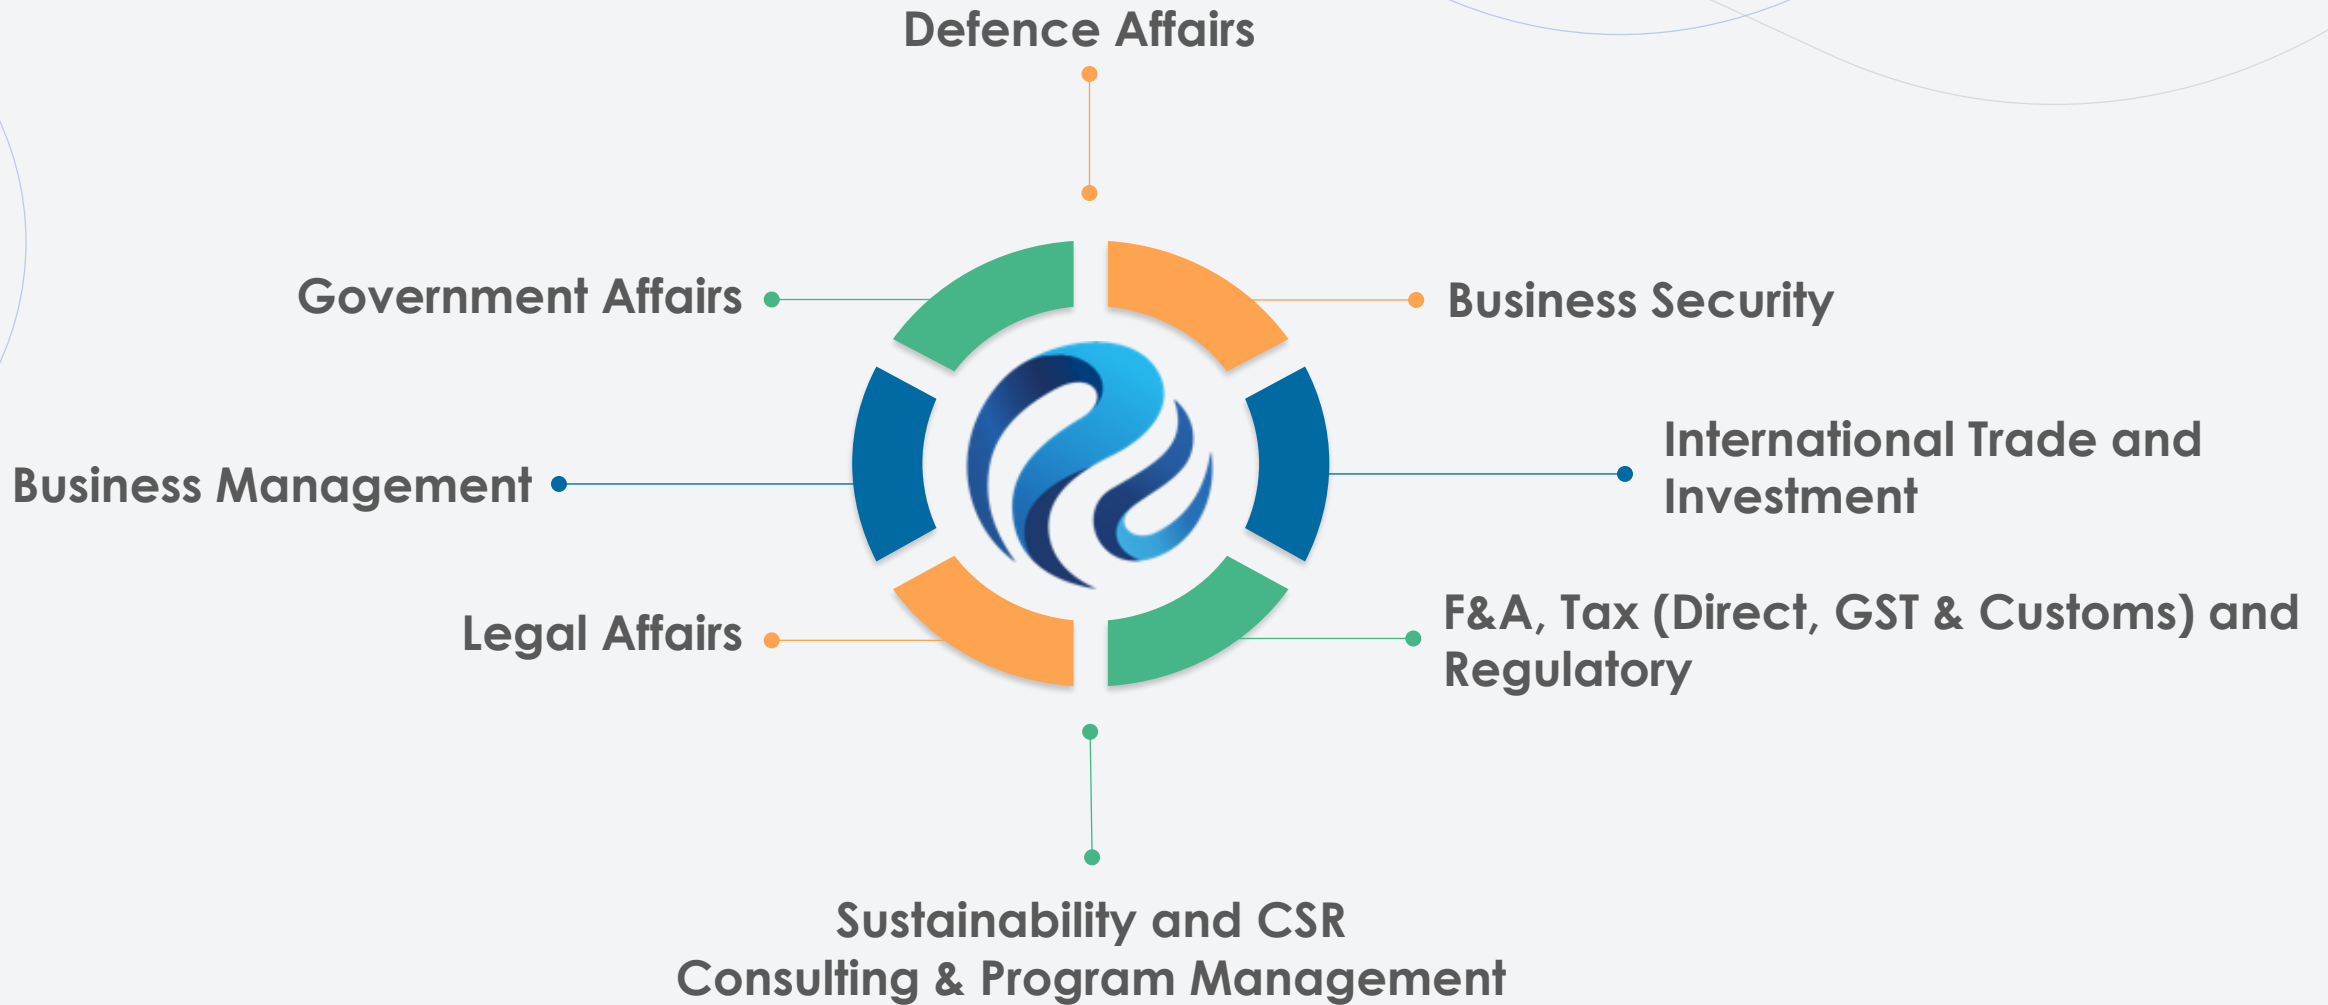 Defence Affairs
Government Affairs
Business Security
Business Management
International Trade and
Investment
Legal Affairs
F&A, Tax (Direct, GST & Customs) and
Regulatory
Sustainability and CSR
Consulting & Program Management